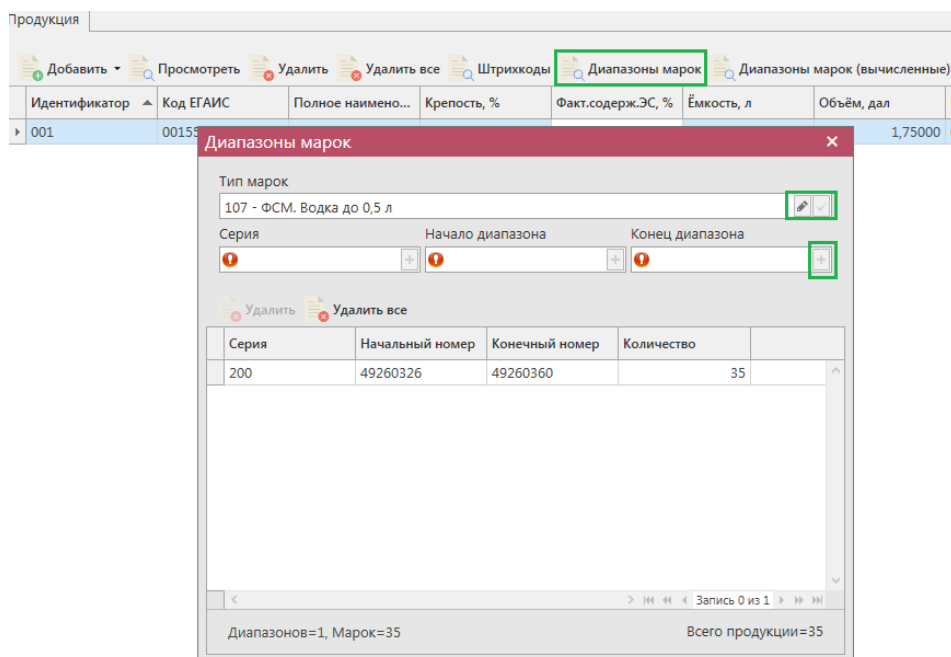 Продукция
Добавить Просмотреть Удалить Удалить все Штрихкоды Диапазоны марок Диапазоны марок (вычисленные)
Идентификатор Код ЕГАИС Полное наимено... Крепость, % Факт.содерж.ЭС, % Ёмкость, л Объём, дал
001 00155 1,75000
Диапазоны марок
Тип марок
107 - ФСМ. Водка до 0,5 л
Серия Начало диапазона Конец диапазона
Удалить Удалить все
Серия Начальный номер Конечный номер Количество
200 49260326 49260360 35
Запись 0 из 1
Диапазонов=1, Марок=35 Всего продукции=35